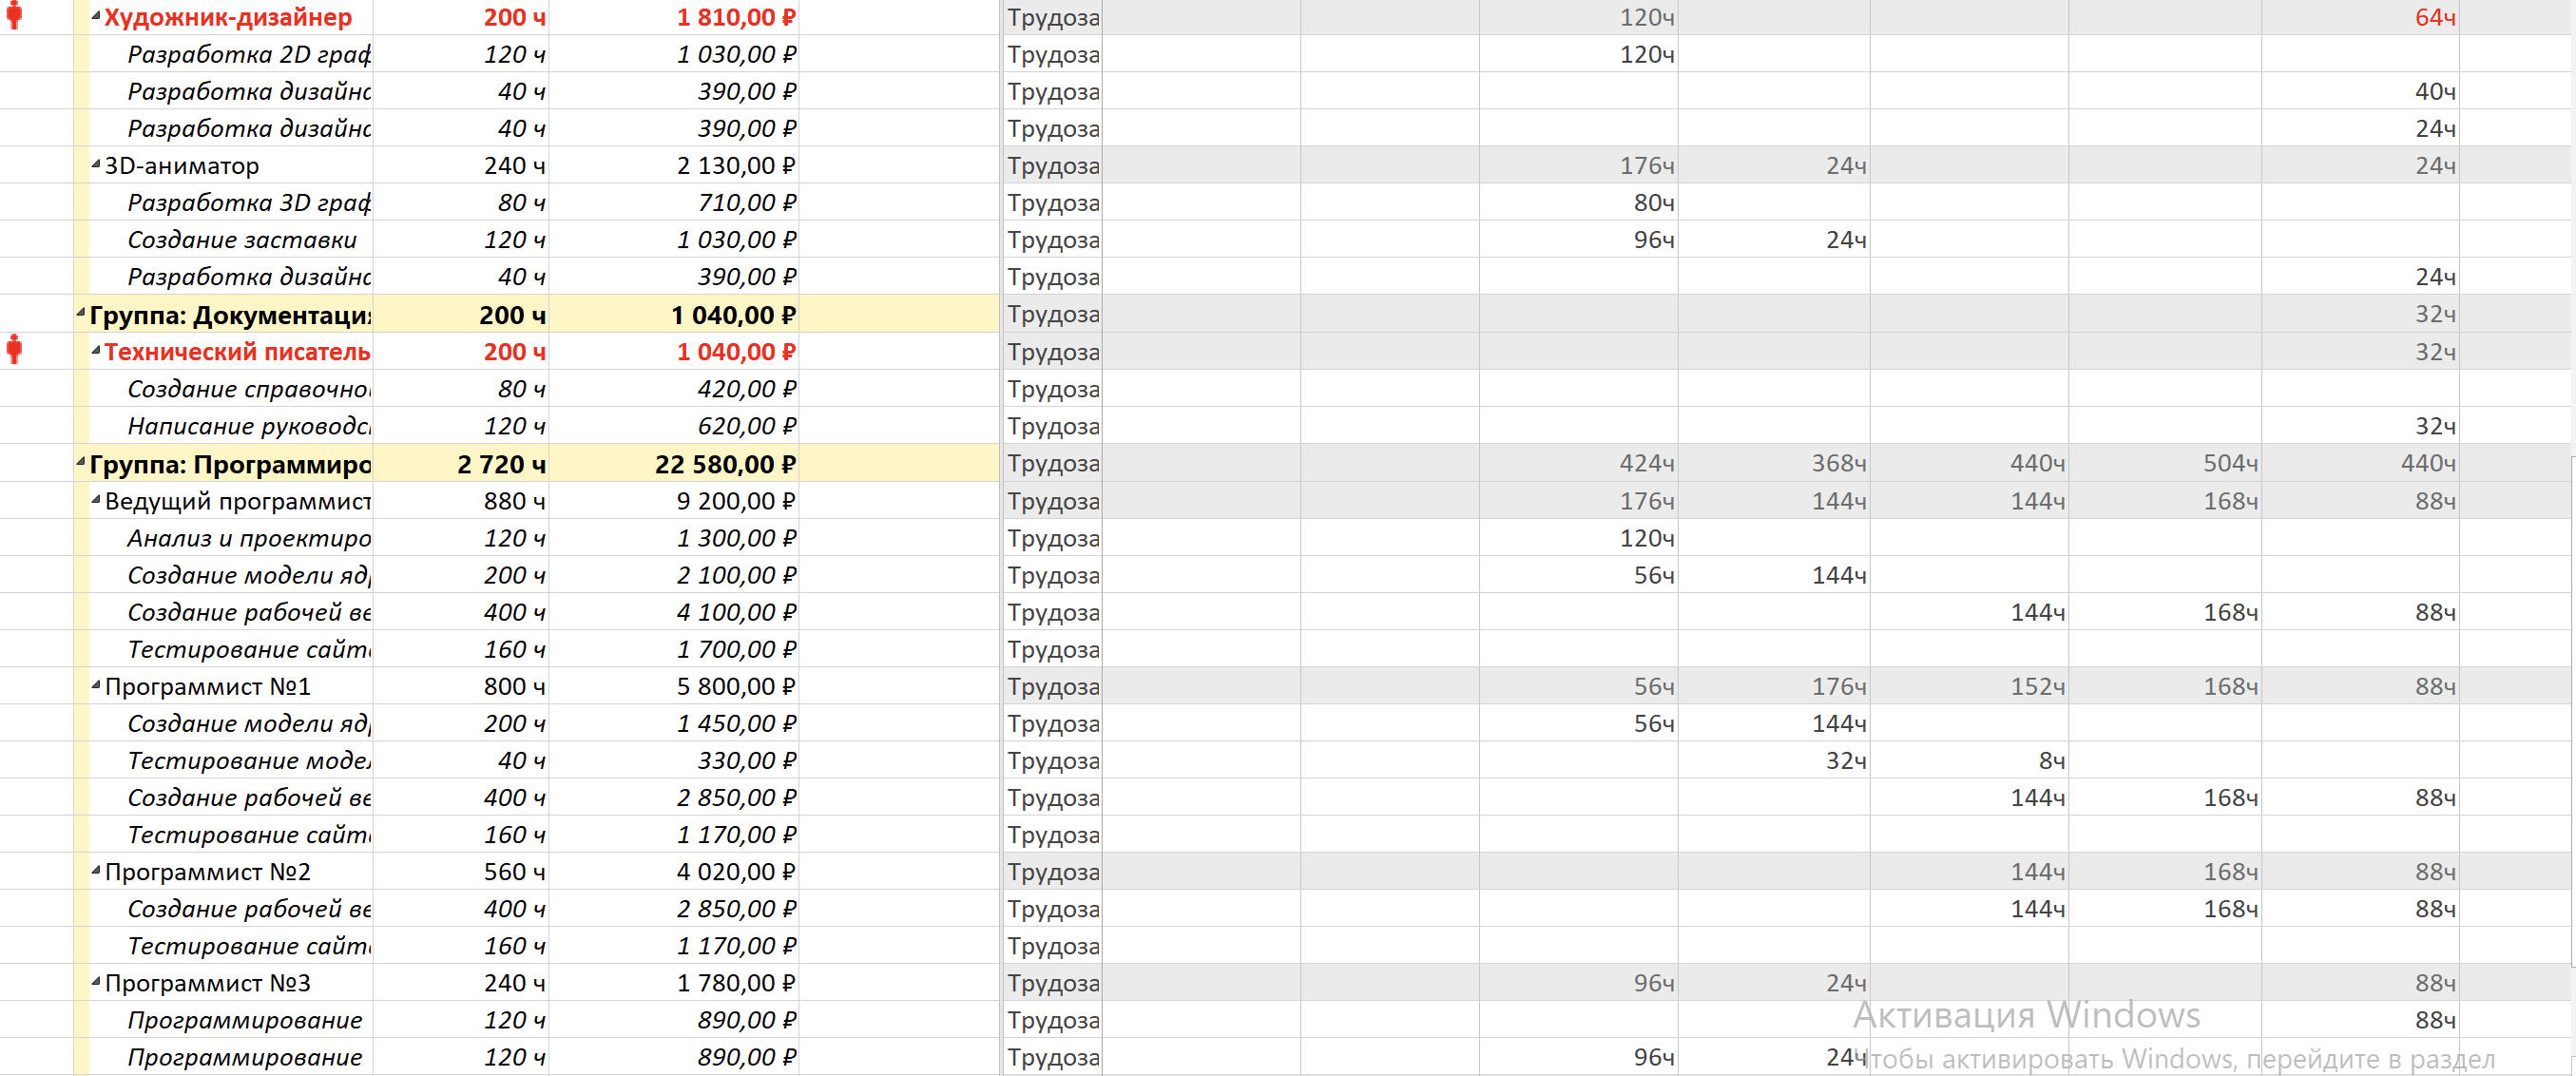 Художник-дизайнер 200 ч 1 810,00 ₽ Трудоза 120ч 64ч
Разработка 2D граф 120 ч 1 030,00 ₽ Трудоза 120ч
Разработка дизайна 40 ч 390,00 ₽ Трудоза 40ч
Разработка дизайна 40 ч 390,00 ₽ Трудоза 24ч
3D-аниматор 240 ч 2 130,00 ₽ Трудоза 176ч 24ч 24ч
Разработка 3D граф 80 ч 710,00 ₽ Трудоза 80ч
Создание заставки 120 ч 1 030,00 ₽ Трудоза 96ч 24ч
Разработка дизайна 40 ч 390,00 ₽ Трудоза 24ч
Группа: Документация 200 ч 1 040,00 ₽ Трудоза 32ч
Технический писатель 200 ч 1 040,00 ₽ Трудоза 32ч
Создание справочно 80 ч 420,00 ₽ Трудоза
Написание руководс 120 ч 620,00 ₽ Трудоза 32ч
Группа: Программиро 2 720 ч 22 580,00 ₽ Трудоза 424ч 368ч 440ч 504ч 440ч
Ведущий программист 880 ч 9 200,00 ₽ Трудоза 176ч 144ч 144ч 168ч 88ч
Анализ и проектиро 120 ч 1 300,00 ₽ Трудоза 120ч
Создание модели яд 200 ч 2 100,00 ₽ Трудоза 56ч 144ч
Создание рабочей ве 400 ч 4 100,00 ₽ Трудоза 144ч 168ч 88ч
Тестирование сайта 160 ч 1 700,00 ₽ Трудоза
Программист №1 800 ч 5 800,00 ₽ Трудоза 56ч 176ч 152ч 168ч 88ч
Создание модели яд 200 ч 1 450,00 ₽ Трудоза 56ч 144ч
Тестирование модел 40 ч 330,00 ₽ Трудоза 32ч 8ч
Создание рабочей ве 400 ч 2 850,00 ₽ Трудоза 144ч 168ч 88ч
Тестирование сайта 160 ч 1 170,00 ₽ Трудоза
Программист №2 560 ч 4 020,00 ₽ Трудоза 144ч 168ч 88ч
Создание рабочей ве 400 ч 2 850,00 ₽ Трудоза 144ч 168ч 88ч
Тестирование сайта 160 ч 1 170,00 ₽ Трудоза
Программист №3 240 ч 1 780,00 ₽ Трудоза 96ч 24ч 88ч
Программирование 120 ч 890,00 ₽ Трудоза 88ч
Программирование 120 ч 890,00 ₽ Трудоза 96ч 24ч
Активация Windows
Чтобы активировать Windows, перейдите в раздел